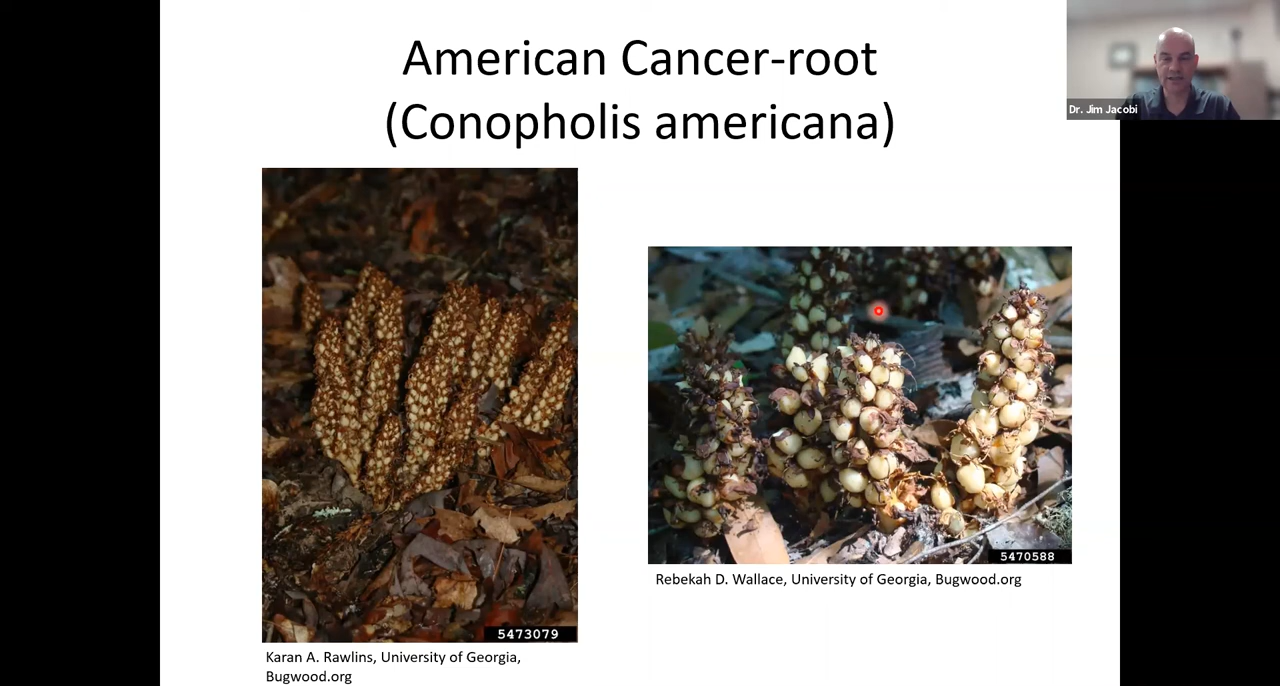 American Cancer-root
(Conopholis americana)
Dr. Jim Jacobi
5473079
Karan A. Rawlins, University of Georgia,
Bugwood.org
5470588
Rebekah D. Wallace, University of Georgia, Bugwood.org